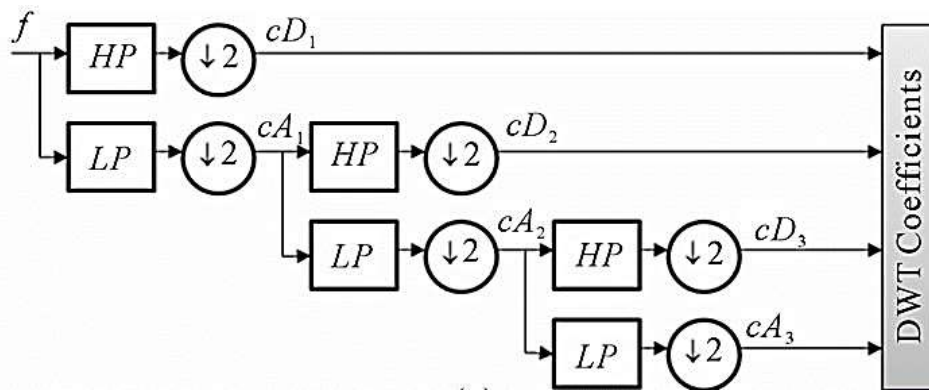 f
HP
↓2
cD₁
LP
↓2
cA₁
HP
↓2
cD₂
LP
↓2
cA₂
HP
↓2
cD₃
LP
↓2
cA₃
DWT Coefficients